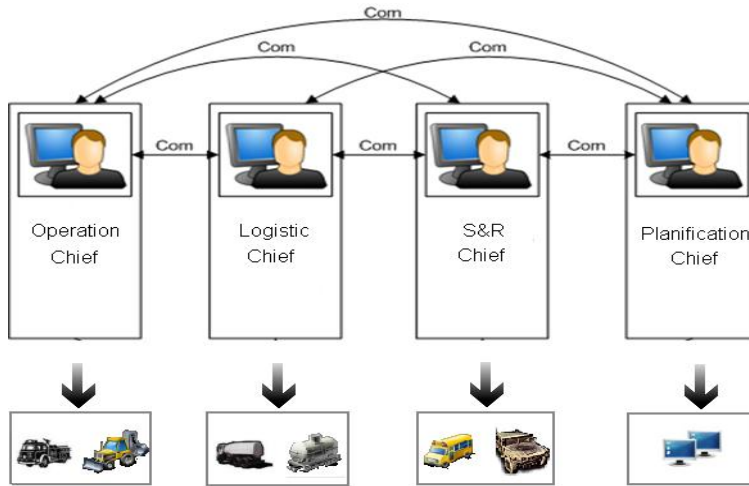 Com
Com
Com
Com
Com
Com
Operation
Chief
Logistic
Chief
S&R
Chief
Planification
Chief